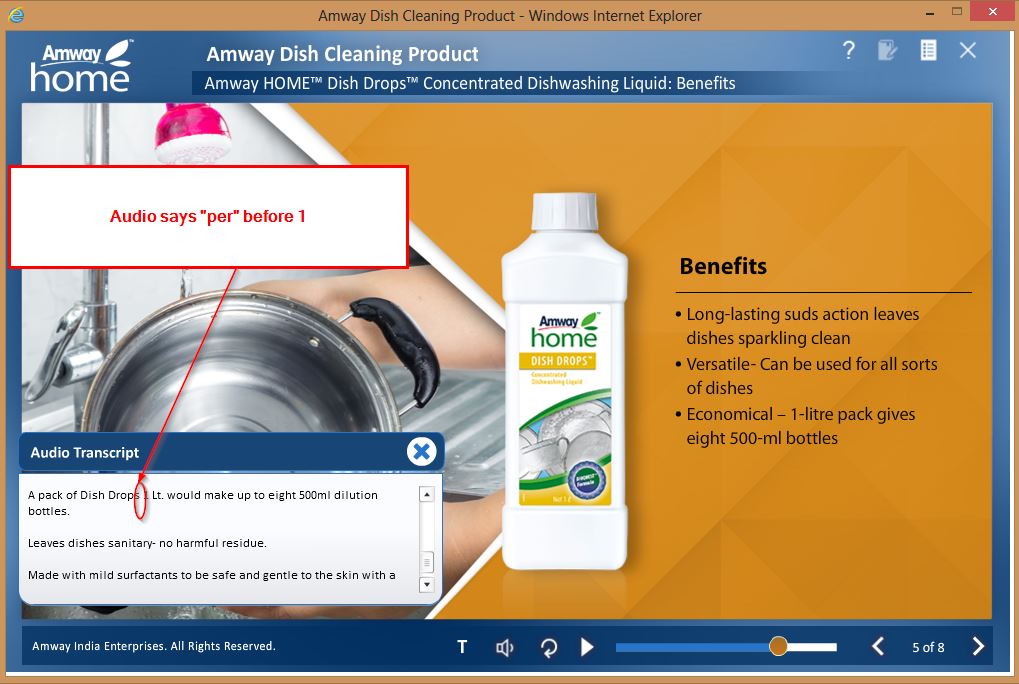 Amway Dish Cleaning Product - Windows Internet Explorer
Amway
home™
Amway Dish Cleaning Product
?
Amway HOME™ Dish Drops™ Concentrated Dishwashing Liquid: Benefits
Audio says "per" before 1
Amway
home
DISH DROPS™
Concentrated
Dishwashing Liquid
Net 1 L
Benefits
• Long-lasting suds action leaves
dishes sparkling clean
• Versatile- Can be used for all sorts
of dishes
• Economical – 1-litre pack gives
eight 500-ml bottles
Audio Transcript
A pack of Dish Drops 1 Lt. would make up to eight 500ml dilution
bottles.
Leaves dishes sanitary- no harmful residue.
Made with mild surfactants to be safe and gentle to the skin with a
Amway India Enterprises. All Rights Reserved.
T
5 of 8